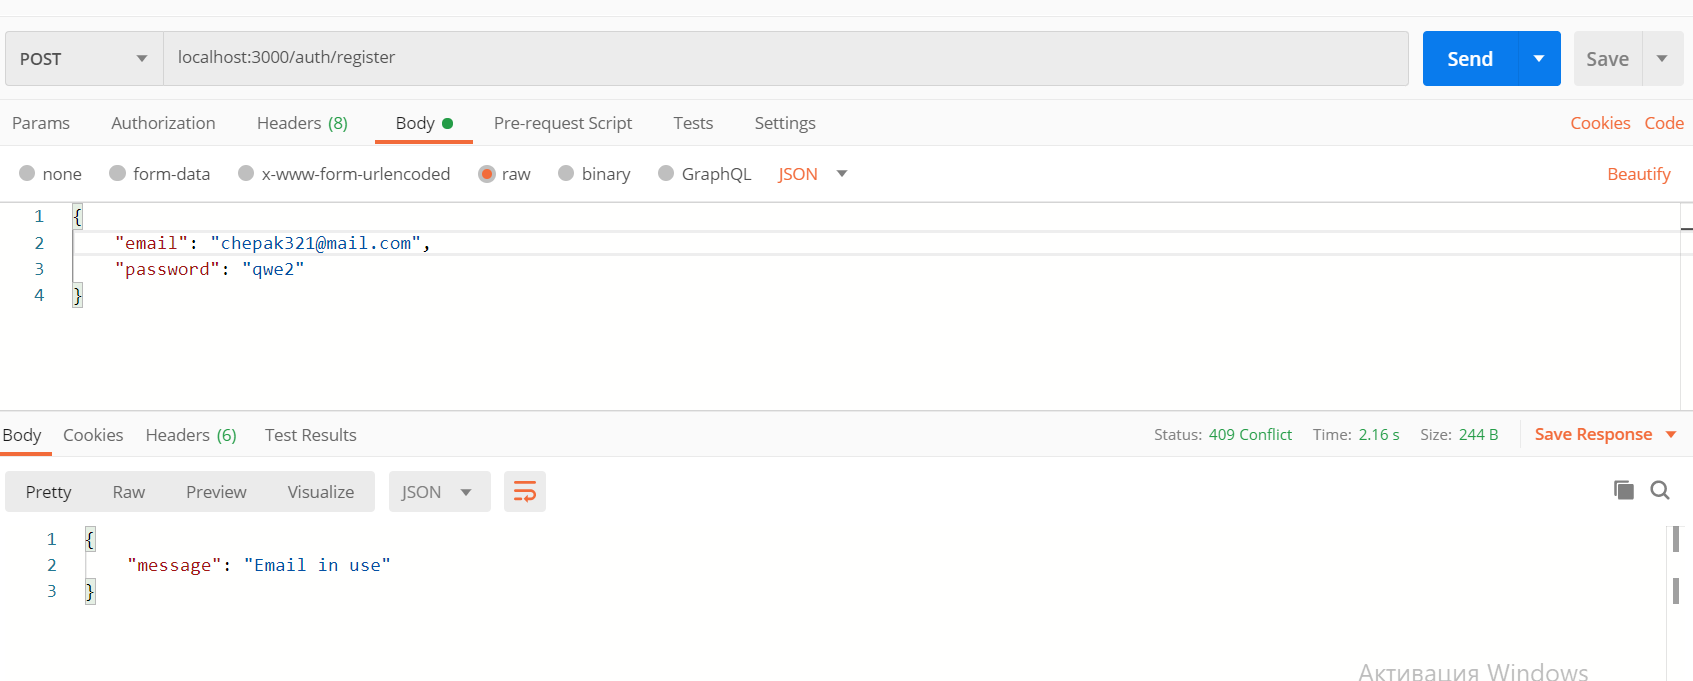 POST localhost:3000/auth/register Send Save
Params Authorization Headers (8) Body Pre-request Script Tests Settings Cookies Code
none form-data x-www-form-urlencoded raw binary GraphQL JSON Beautify
1 {
2 "email": "chepak321@mail.com",
3 "password": "qwe2"
4 }
Body Cookies Headers (6) Test Results Status: 409 Conflict Time: 2.16 s Size: 244 B Save Response
Pretty Raw Preview Visualize JSON
1 {
2 "message": "Email in use"
3 }
Активация Windows